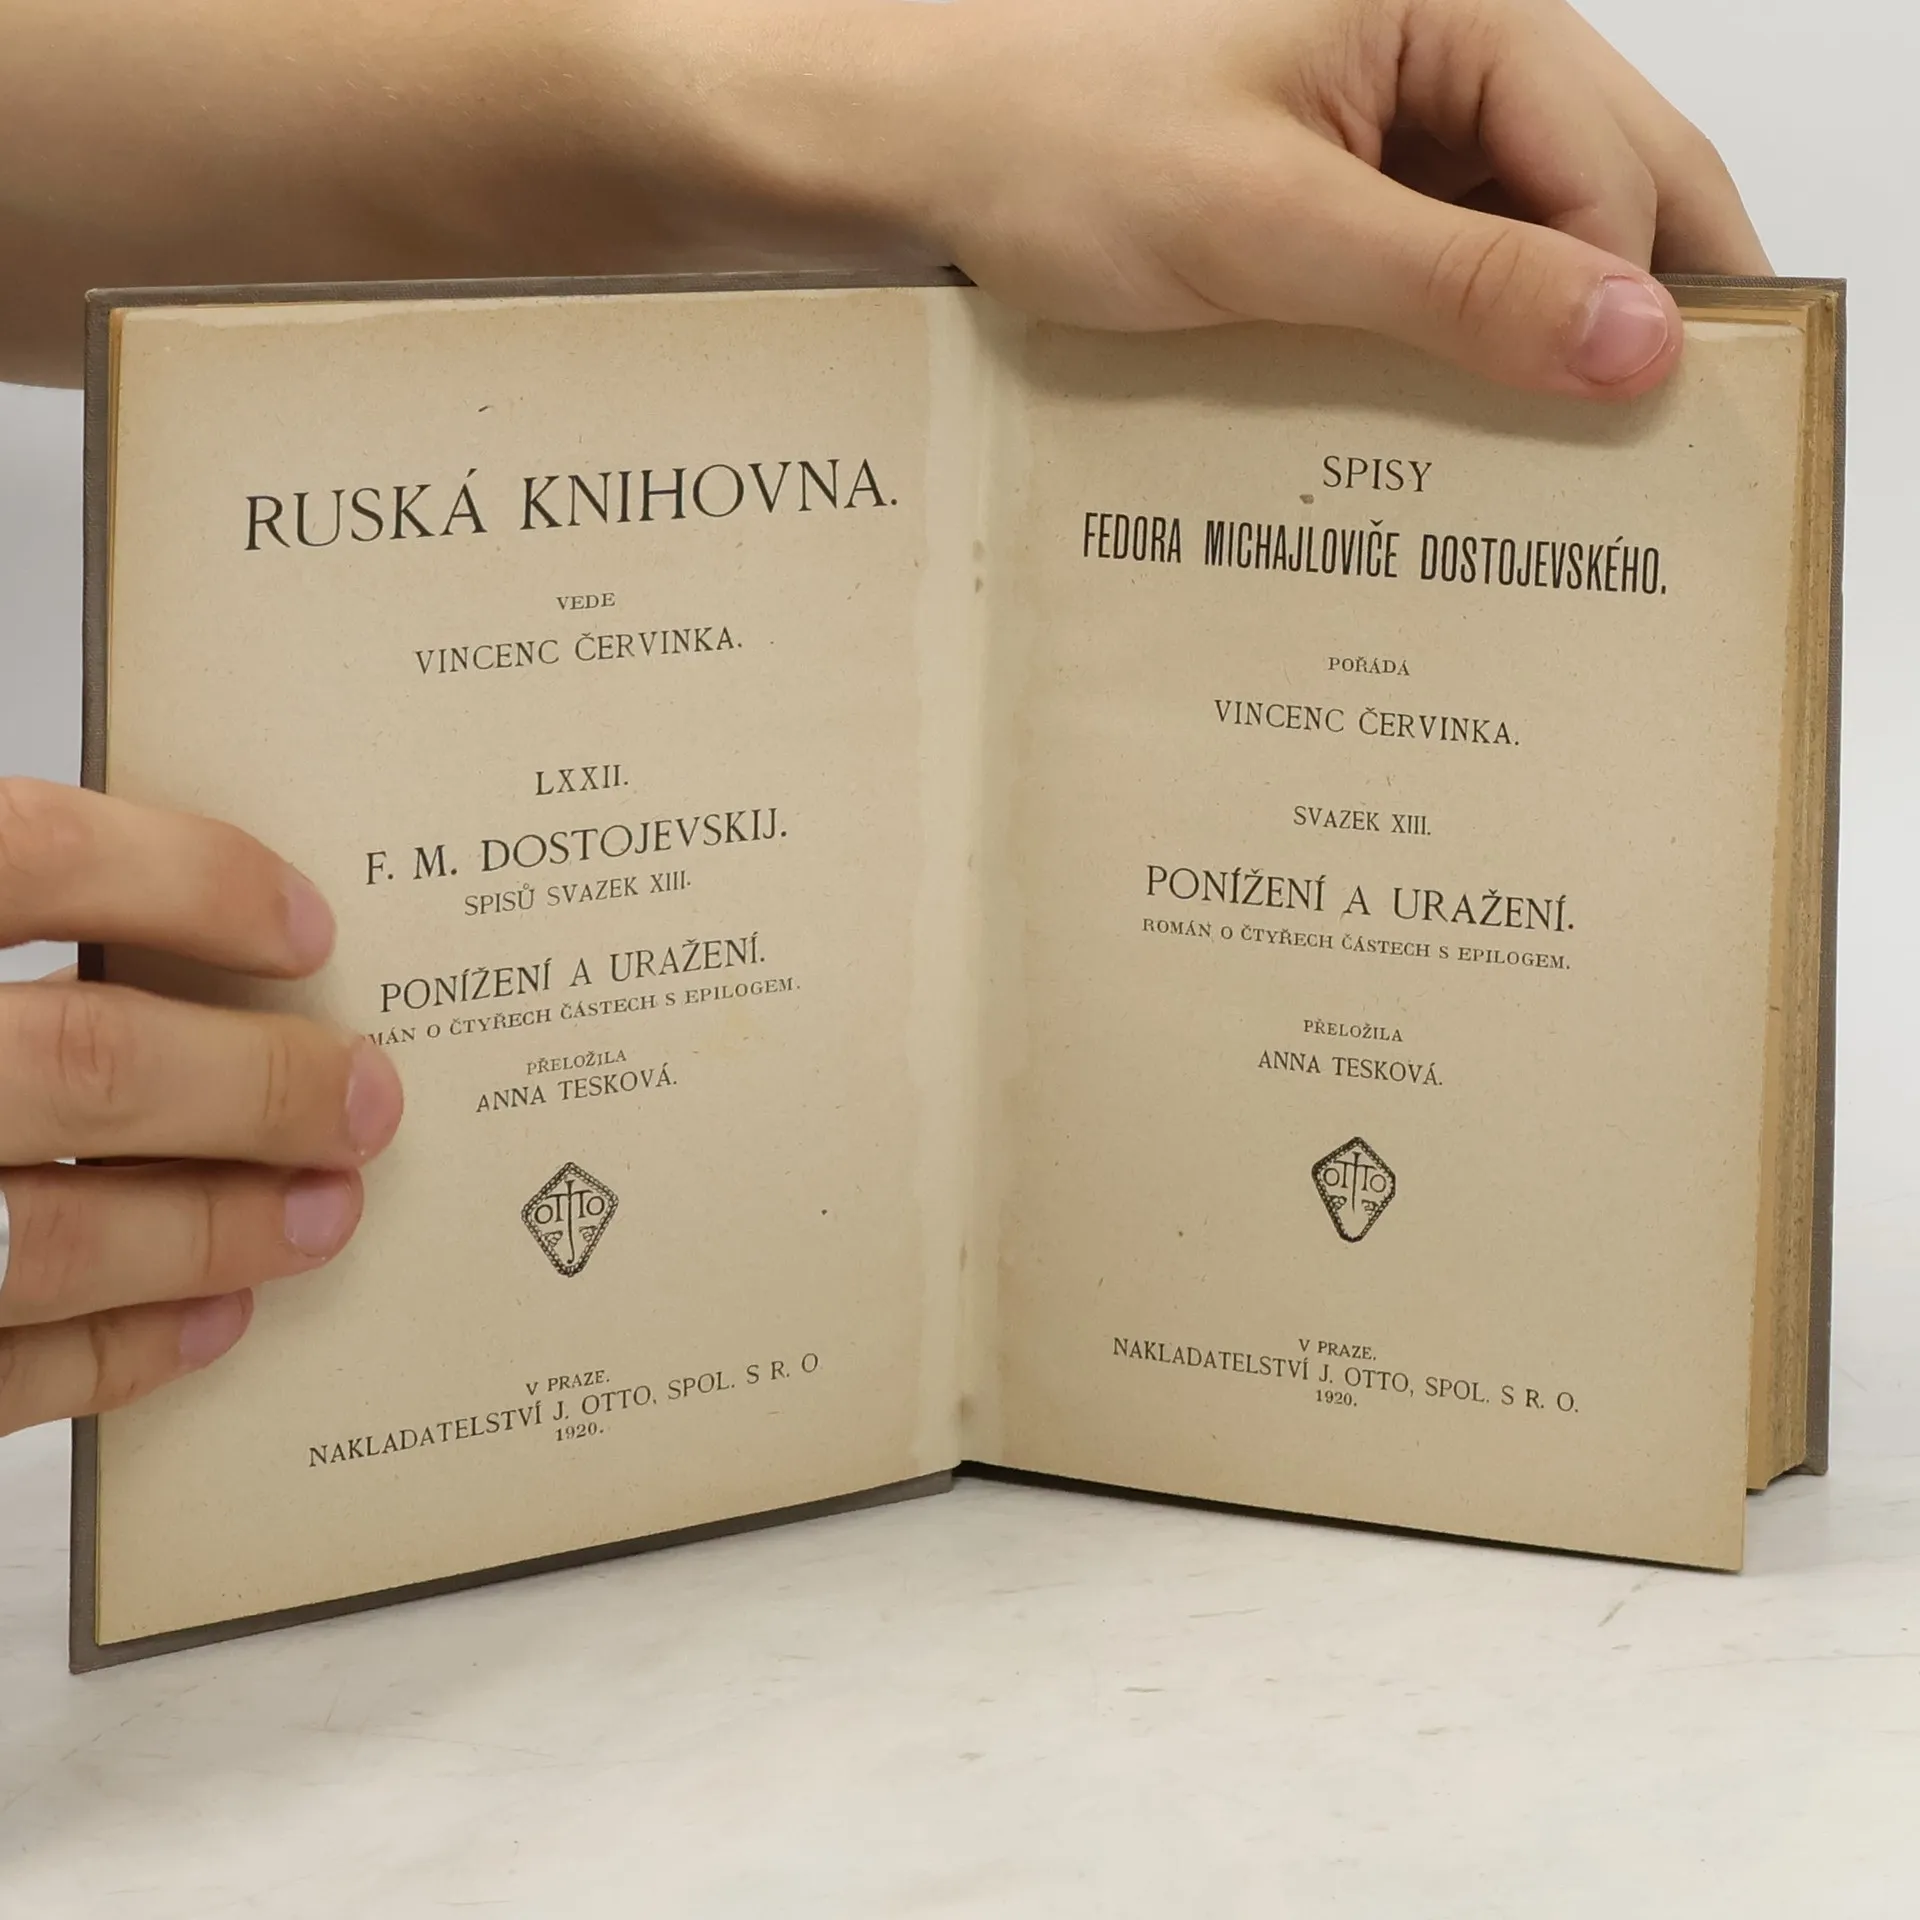 RUSKÁ KNIHOVNA.
VEDE
VINCENC ČERVINKA.
LXXII.
F. M. DOSTOJEVSKIJ.
SPISŮ SVAZEK XIII.
PONÍŽENÍ A URAŽENÍ.
O ČTYŘECH ČÁSTECH S EPILOGEM.
PŘELOŽILA
ANNA TESKOVÁ.
OTTO
V PRAZE.
NAKLADATELSTVÍ J. OTTO, SPOL. S R. O
1920.
SPISY
FEDORA MICHAJLOVIČE DOSTOJEVSKÉHO.
POŘÁDÁ
VINCENC ČERVINKA.
SVAZEK XIII.
PONÍŽENÍ A URAŽENÍ.
ROMÁN O ČTYŘECH ČÁSTECH S EPILOGEM.
PŘELOŽILA
ANNA TESKOVÁ.
OTTO
V PRAZE.
NAKLADATELSTVÍ J. OTTO, SPOL. S R. O.
1920.